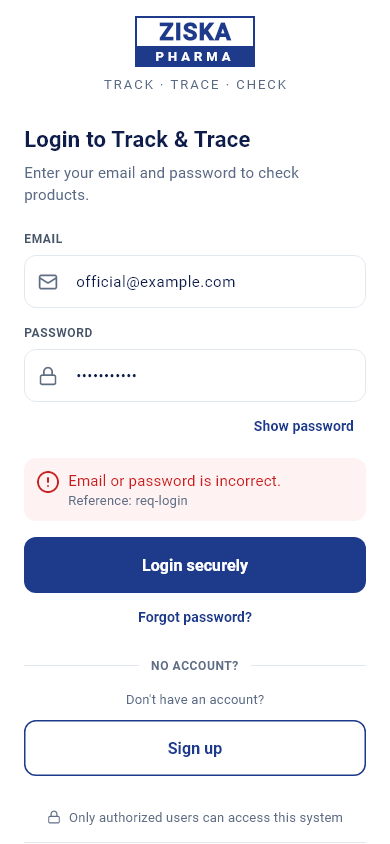 ZISKA
PHARMA
TRACK · TRACE · CHECK
Login to Track & Trace
Enter your email and password to check
products.
EMAIL
official@example.com
PASSWORD
•••••••••••
Show password
Email or password is incorrect.
Reference: req-login
Login securely
Forgot password?
NO ACCOUNT?
Don't have an account?
Sign up
Only authorized users can access this system